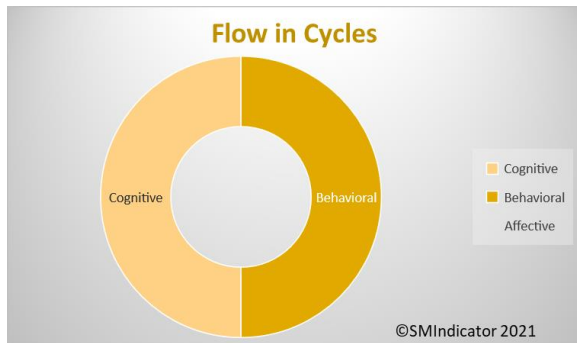 Flow in Cycles
Cognitive
Behavioral
Cognitive
Behavioral
Affective
©SMIndicator 2021